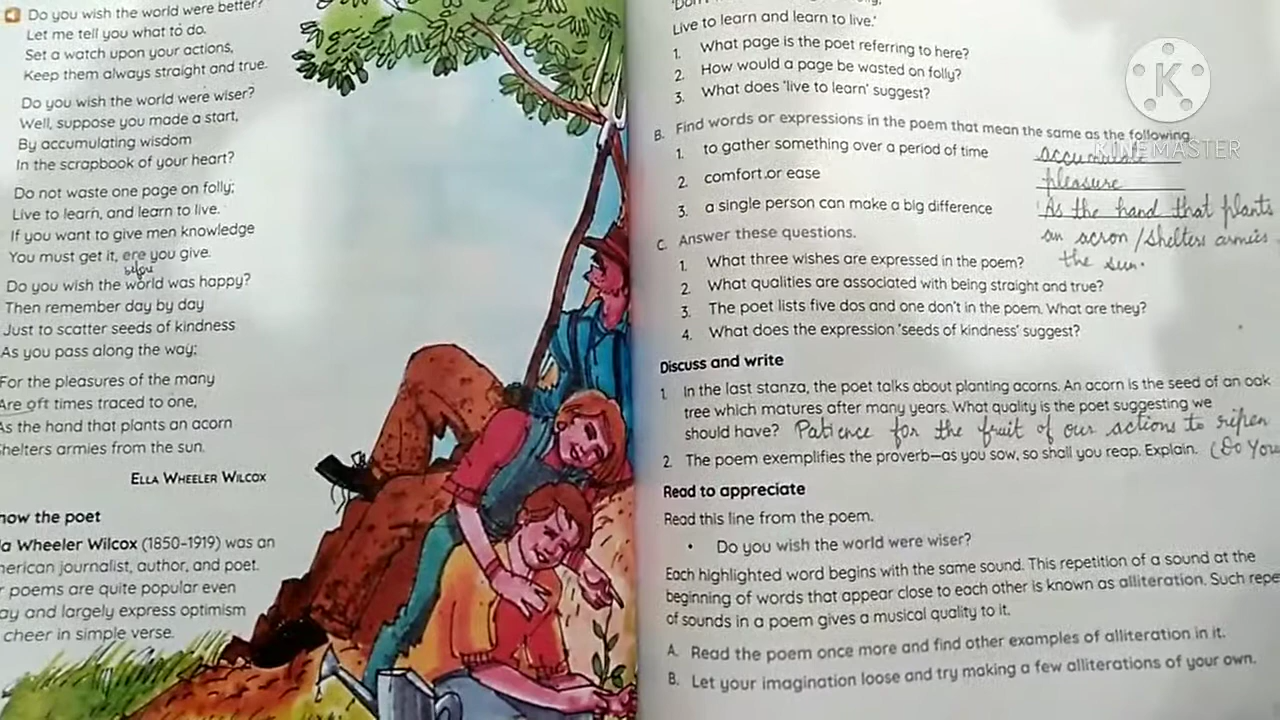 Do you wish the world were better?
Let me tell you what to do.
Set a watch upon your actions,
Keep them always straight and true.
Do you wish the world were wiser?
Well, suppose you made a start,
By accumulating wisdom
In the scrapbook of your heart?
Do not waste one page on folly;
Live to learn, and learn to live.
If you want to give men knowledge
You must get it, ere you give.
before
Do you wish the world was happy?
Then remember day by day
Just to scatter seeds of kindness
As you pass along the way;
For the pleasures of the many
Are oft times traced to one,
As the hand that plants an acorn
Shelters armies from the sun.
ELLA WHEELER WILCOX
now the poet
la Wheeler Wilcox (1850–1919) was an
nerican journalist, author, and poet.
r poems are quite popular even
ay and largely express optimism
cheer in simple verse.
Live to learn and learn to live.'
1. What page is the poet referring to here?
2. How would a page be wasted on folly?
3. What does 'live to learn' suggest?
B. Find words or expressions in the poem that mean the same as the following.
1. to gather something over a period of time accumulate
2. comfort or ease pleasure
3. a single person can make a big difference 'As the hand that plants
an acron / shelters armies
the sun.
C. Answer these questions.
1. What three wishes are expressed in the poem?
2. What qualities are associated with being straight and true?
3. The poet lists five dos and one don't in the poem. What are they?
4. What does the expression 'seeds of kindness' suggest?
Discuss and write
1. In the last stanza, the poet talks about planting acorns. An acorn is the seed of an oak
tree which matures after many years. What quality is the poet suggesting we
should have? Patience for the fruit of our actions to ripen
2. The poem exemplifies the proverb—as you sow, so shall you reap. Explain. (Do You
Read to appreciate
Read this line from the poem.
• Do you wish the world were wiser?
Each highlighted word begins with the same sound. This repetition of a sound at the
beginning of words that appear close to each other is known as alliteration. Such repe
of sounds in a poem gives a musical quality to it.
A. Read the poem once more and find other examples of alliteration in it.
B. Let your imagination loose and try making a few alliterations of your own.
K
KINEMASTER